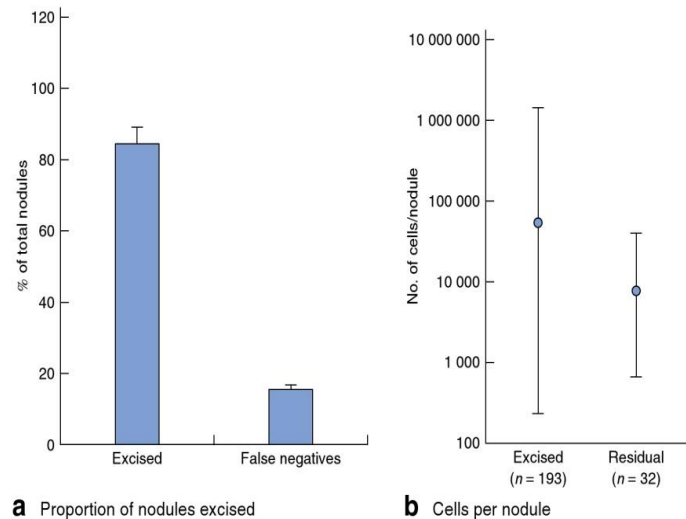 120
100
80
60
40
20
0
% of total nodules
Excised
False negatives
a Proportion of nodules excised
10 000 000
1 000 000
100 000
10 000
1 000
100
No. of cells/nodule
Excised
(n = 193)
Residual
(n = 32)
b Cells per nodule